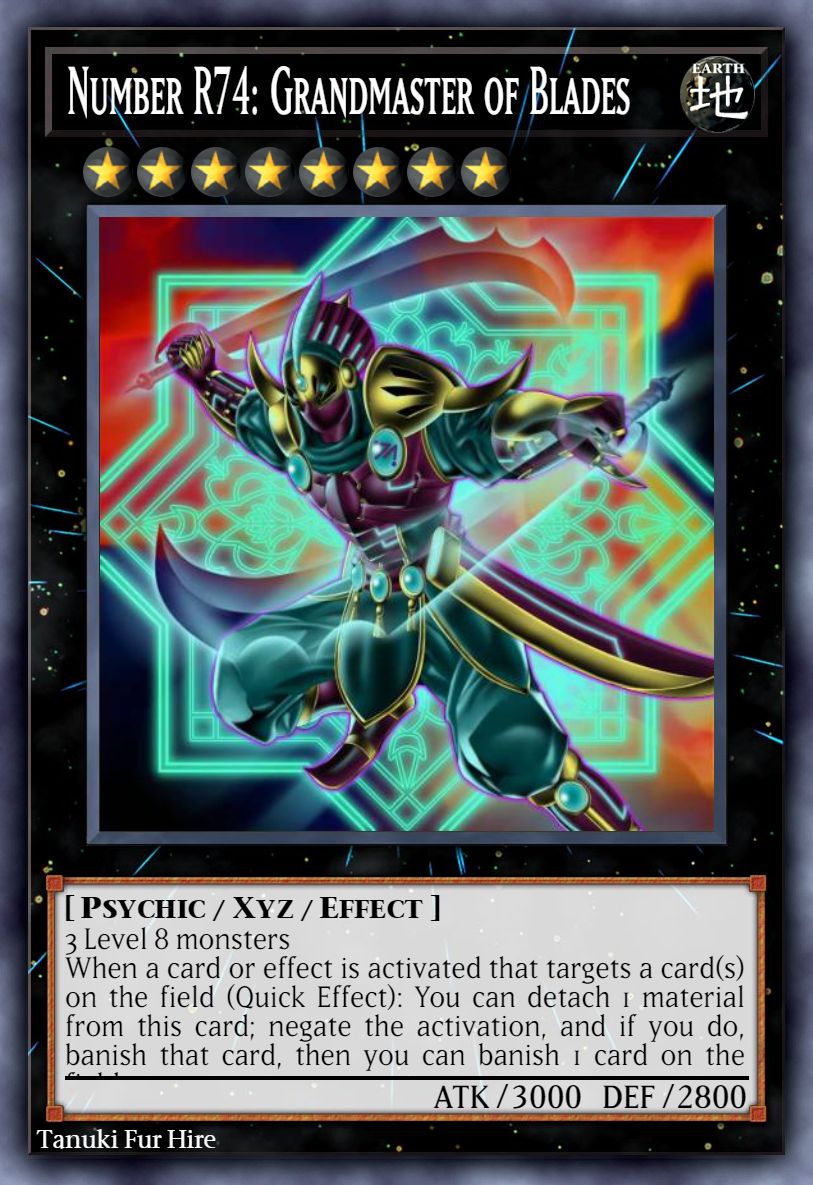 Number R74: Grandmaster of Blades
EARTH
地
[ Psychic / Xyz / Effect ]
3 Level 8 monsters
When a card or effect is activated that targets a card(s)
on the field (Quick Effect): You can detach 1 material
from this card; negate the activation, and if you do,
banish that card, then you can banish 1 card on the
ATK / 3000 DEF / 2800
Tanuki Fur Hire